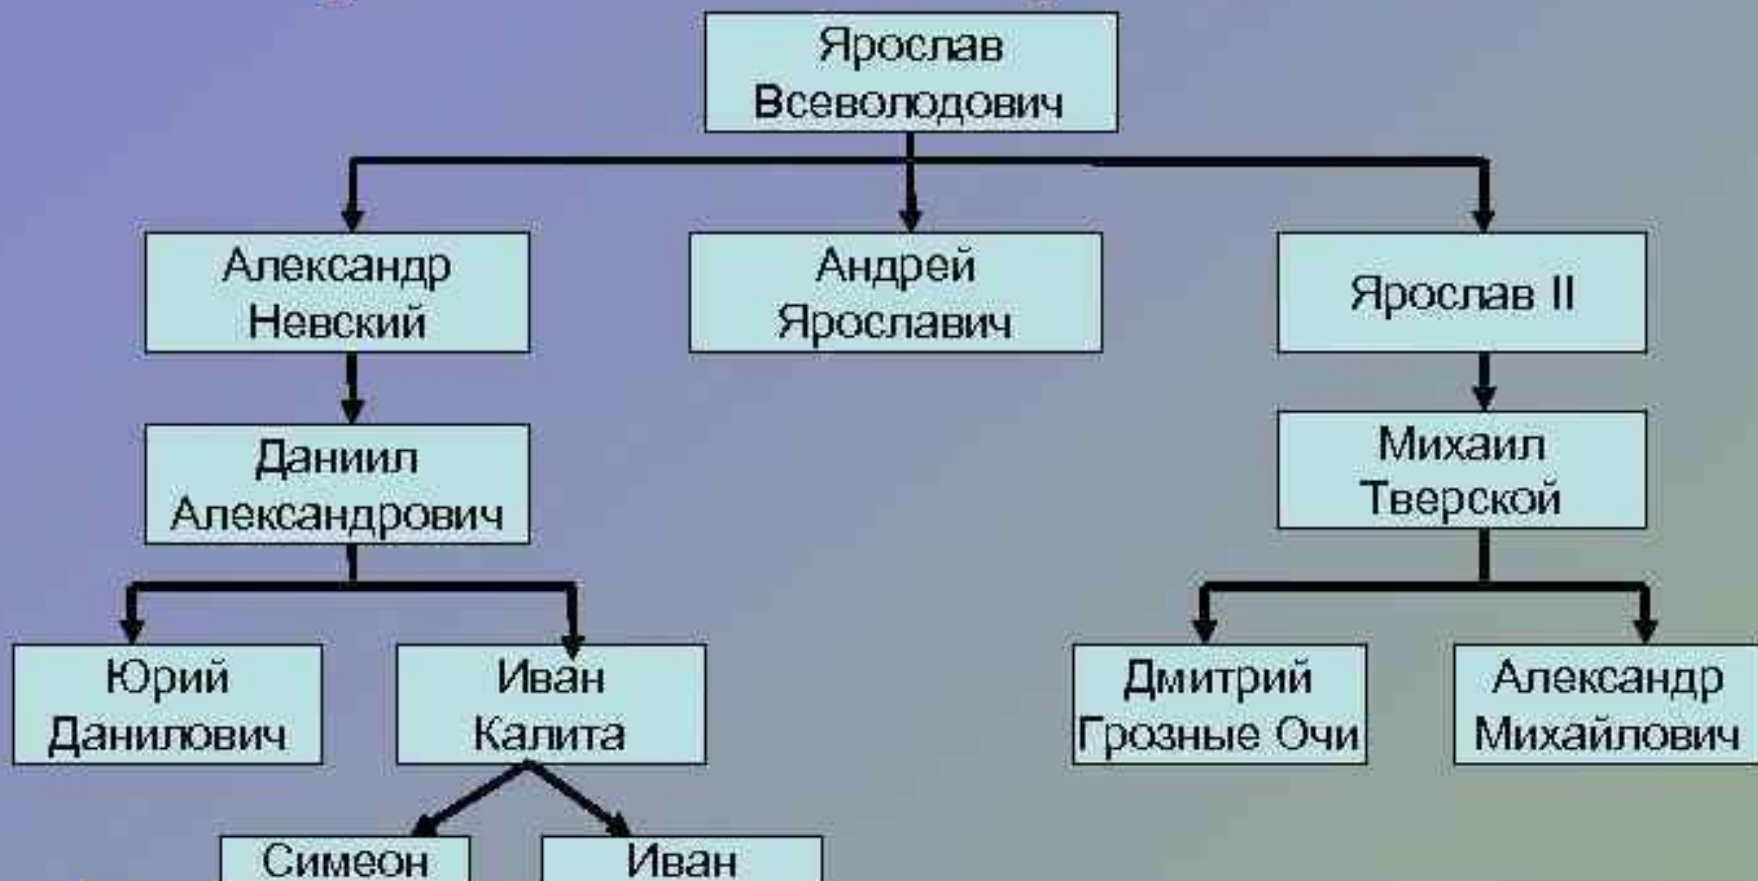 Ярослав
Всеволодович
Александр
Невский
Андрей
Ярославич
Ярослав II
Даниил
Александрович
Михаил
Тверской
Юрий
Данилович
Иван
Калита
Дмитрий
Грозные Очи
Александр
Михайлович
Симеон
Иван